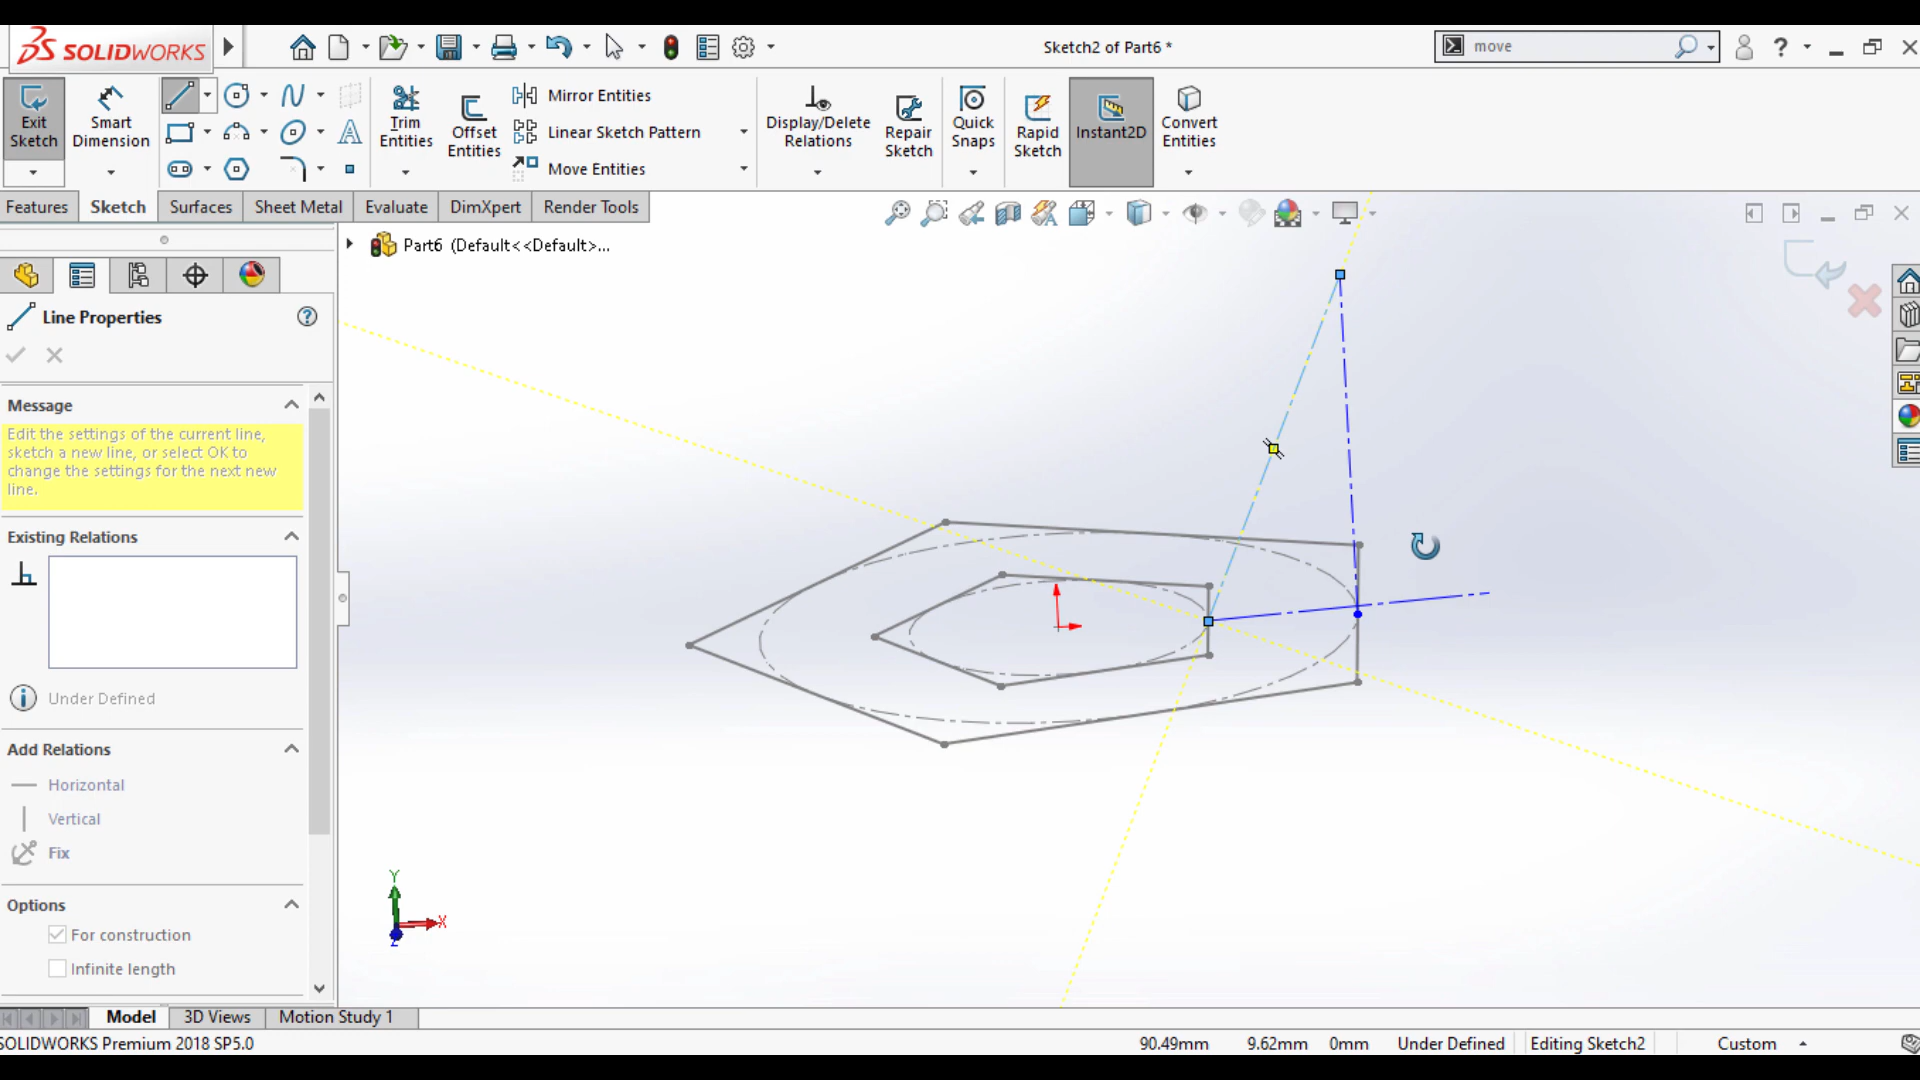 SOLIDWORKS
Sketch2 of Part6 *
move
?
Exit Sketch
Smart Dimension
Trim Entities
Offset Entities
Mirror Entities
Linear Sketch Pattern
Move Entities
Display/Delete Relations
Repair Sketch
Quick Snaps
Rapid Sketch
Instant2D
Convert Entities
Features
Sketch
Surfaces
Sheet Metal
Evaluate
DimXpert
Render Tools
Part6 (Default<<Default>...
Line Properties
?
Message
Edit the settings of the current line,
sketch a new line, or select OK to
change the settings for the next new
line.
Existing Relations
Under Defined
Add Relations
Horizontal
Vertical
Fix
Options
For construction
Infinite length
Y
X
Z
Model
3D Views
Motion Study 1
SOLIDWORKS Premium 2018 SP5.0
90.49mm
9.62mm
0mm
Under Defined
Editing Sketch2
Custom